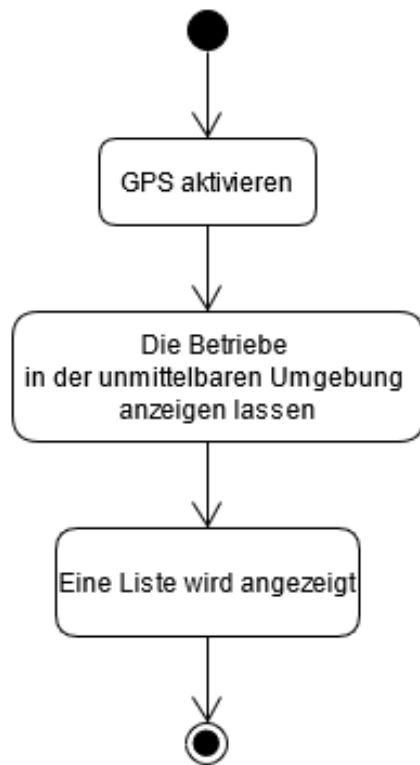 GPS aktivieren
Die Betriebe
in der unmittelbaren Umgebung
anzeigen lassen
Eine Liste wird angezeigt